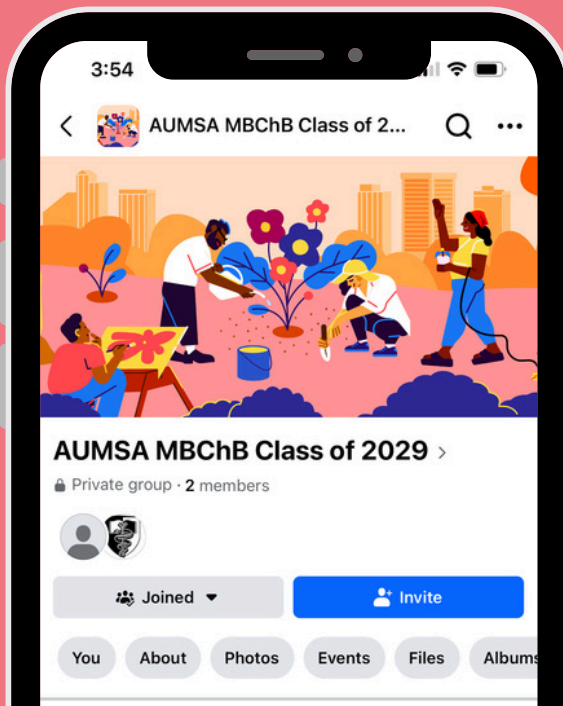 3:54
AUMSA MBChB Class of 2...
AUMSA MBChB Class of 2029 >
Private group · 2 members
Joined
Invite
You About Photos Events Files Albums